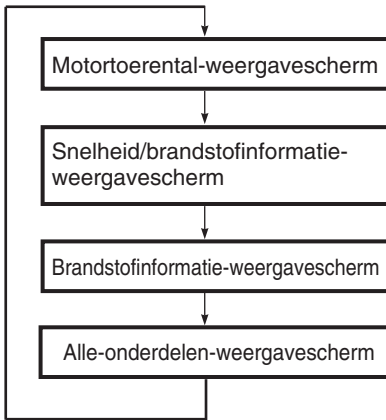 Motortoerental-weergavescherm
Snelheid/brandstofinformatie-
weergavescherm
Brandstofinformatie-weergavescherm
Alle-onderdelen-weergavescherm